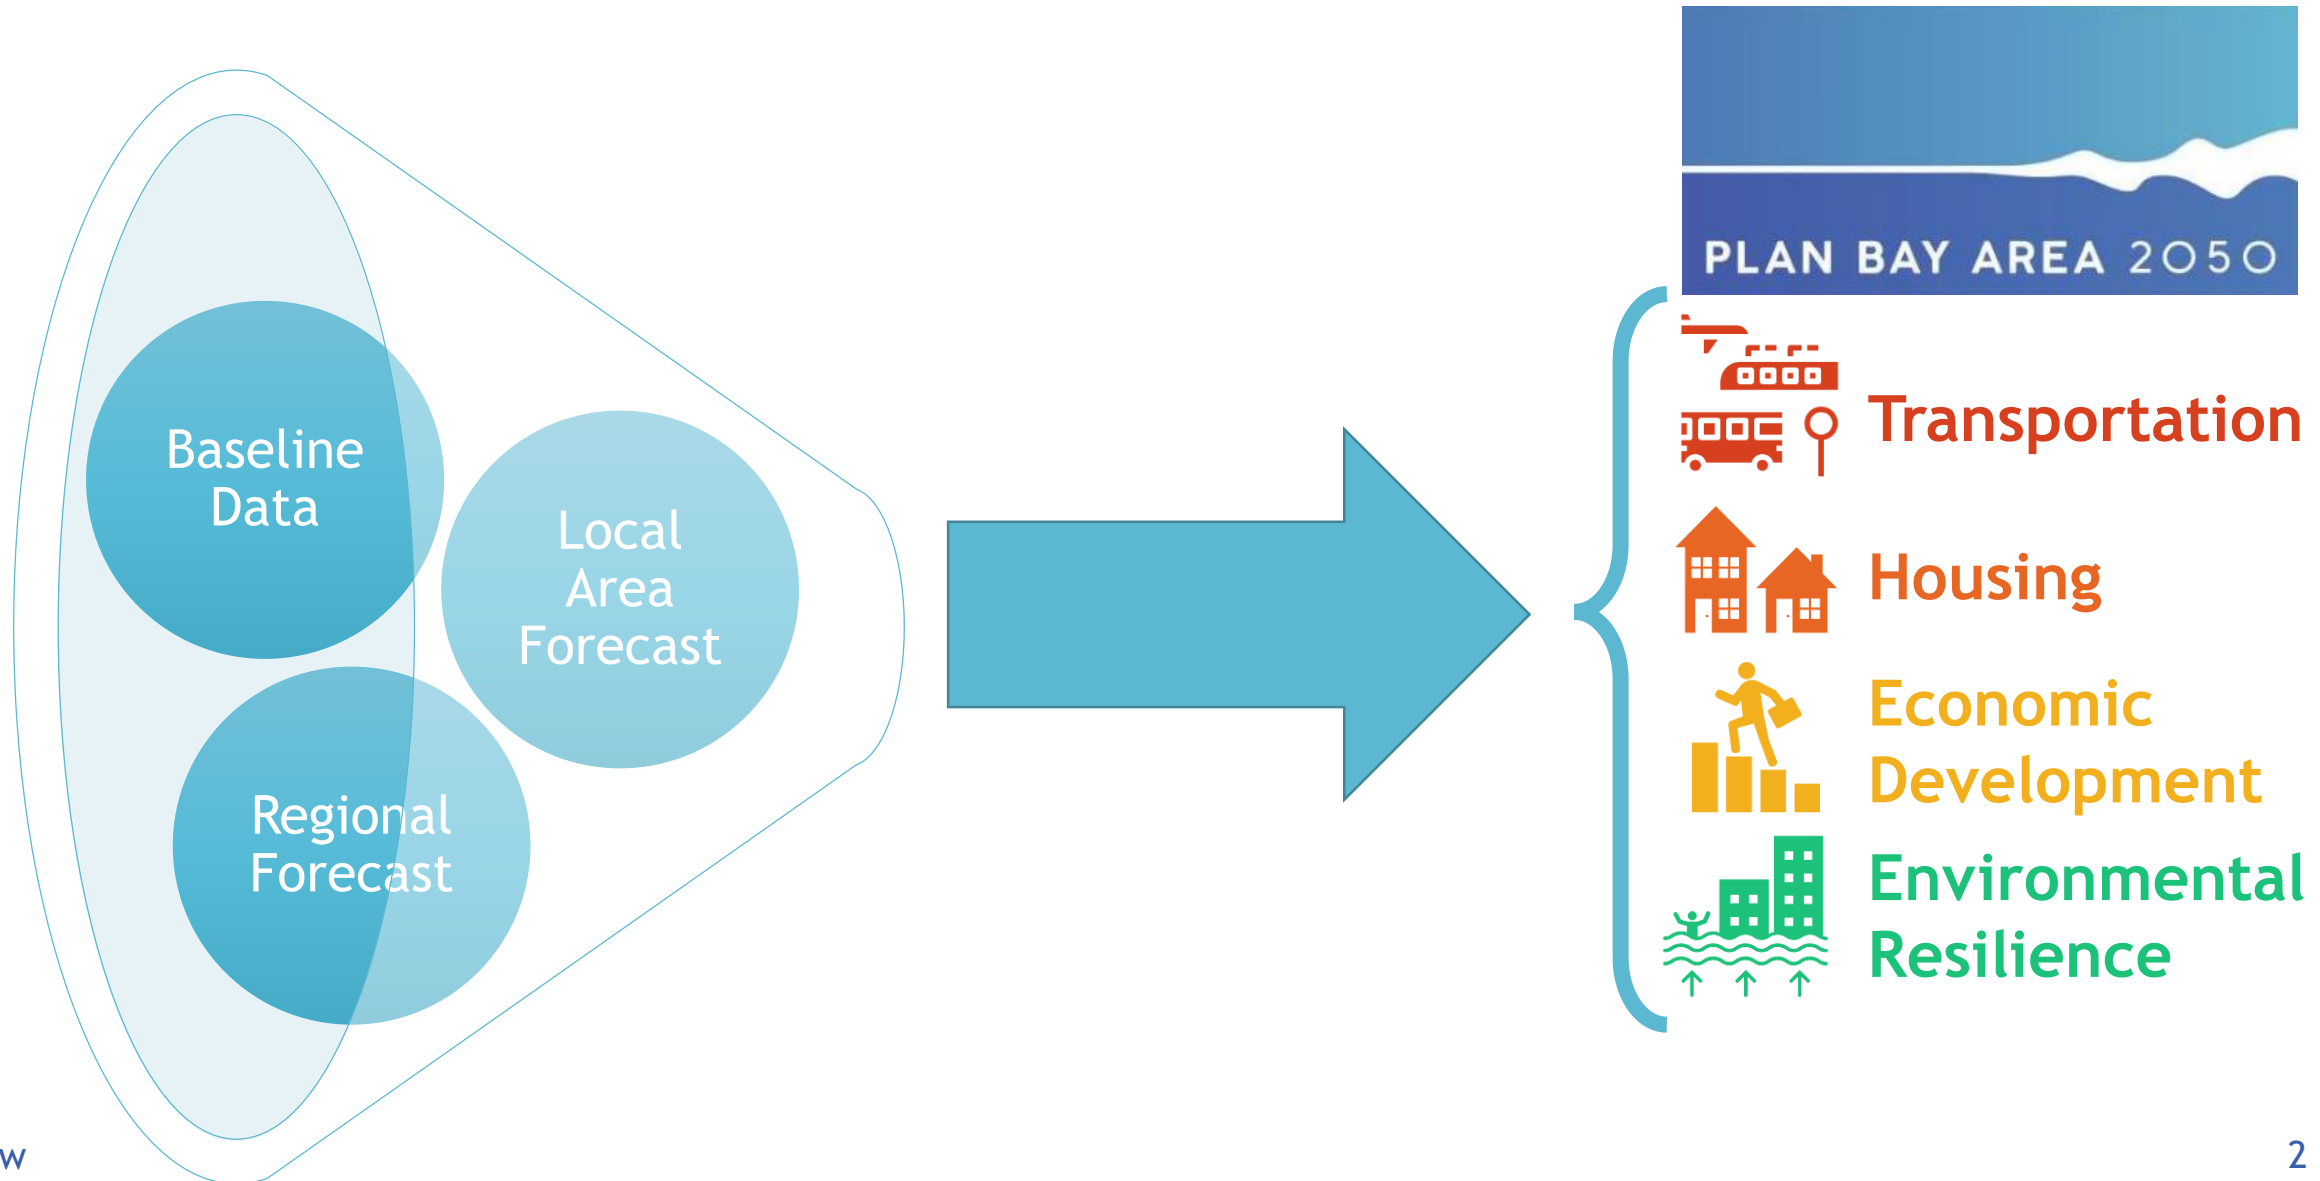 PLAN BAY AREA 2050
Baseline
Data
Local
Area
Forecast
Regional
Forecast
Transportation
Housing
Economic
Development
Environmental
Resilience
w
2